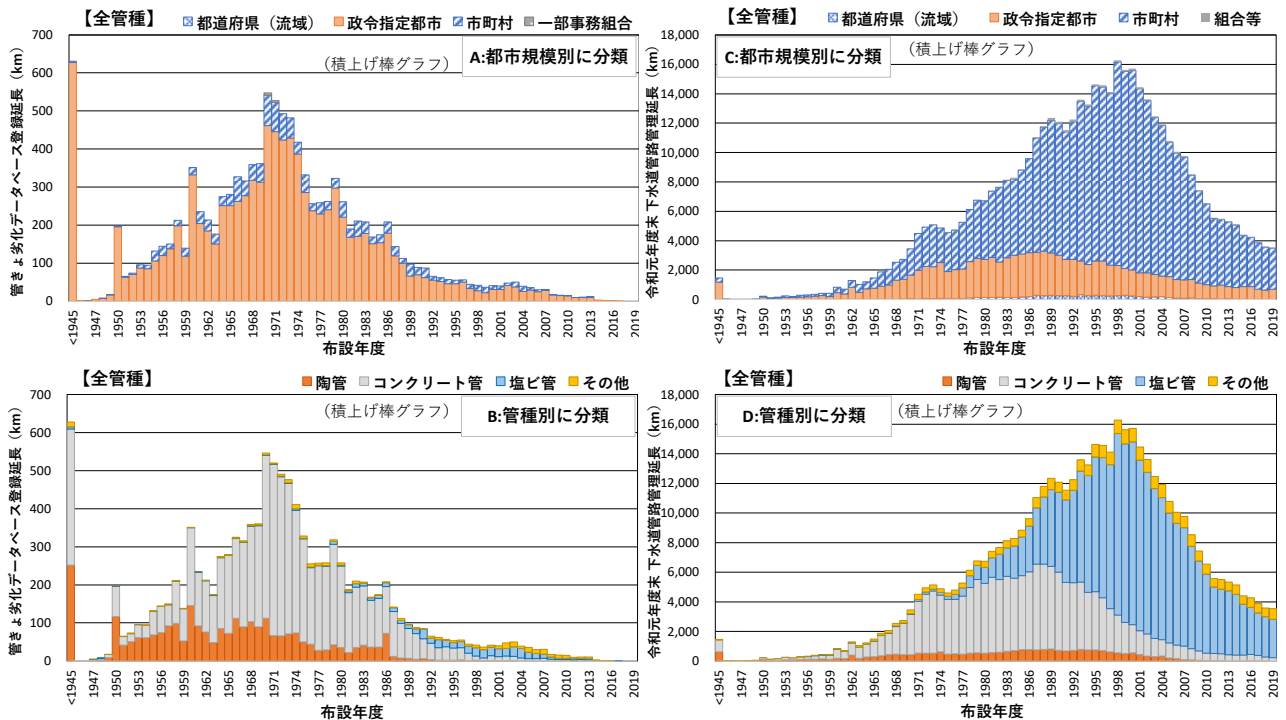 【全管種】
都道府県（流域） 政令指定都市 市町村 一部事務組合
(積上げ棒グラフ)
A:都市規模別に分類
管きょ劣化データベース登録延長（km）
700
600
500
400
300
200
100
0
<1945 1947 1950 1953 1956 1959 1962 1965 1968 1971 1974 1977 1980 1983 1986 1989 1992 1995 1998 2001 2004 2007 2010 2013 2016 2019
布設年度
【全管種】
都道府県（流域） 政令指定都市 市町村 組合等
C:都市規模別に分類
(積上げ棒グラフ)
令和元年度末 下水道管路管理延長（km）
18,000
16,000
14,000
12,000
10,000
8,000
6,000
4,000
2,000
0
<1945 1947 1950 1953 1956 1959 1962 1965 1968 1971 1974 1977 1980 1983 1986 1989 1992 1995 1998 2001 2004 2007 2010 2013 2016 2019
布設年度
【全管種】
陶管 コンクリート管 塩ビ管 その他
(積上げ棒グラフ)
B:管種別に分類
管きょ劣化データベース登録延長（km）
700
600
500
400
300
200
100
0
<1945 1947 1950 1953 1956 1959 1962 1965 1968 1971 1974 1977 1980 1983 1986 1989 1992 1995 1998 2001 2004 2007 2010 2013 2016 2019
布設年度
【全管種】
陶管 コンクリート管 塩ビ管 その他
D:管種別に分類
(積上げ棒グラフ)
令和元年度末 下水道管路管理延長（km）
18,000
16,000
14,000
12,000
10,000
8,000
6,000
4,000
2,000
0
<1945 1947 1950 1953 1956 1959 1962 1965 1968 1971 1974 1977 1980 1983 1986 1989 1992 1995 1998 2001 2004 2007 2010 2013 2016 2019
布設年度